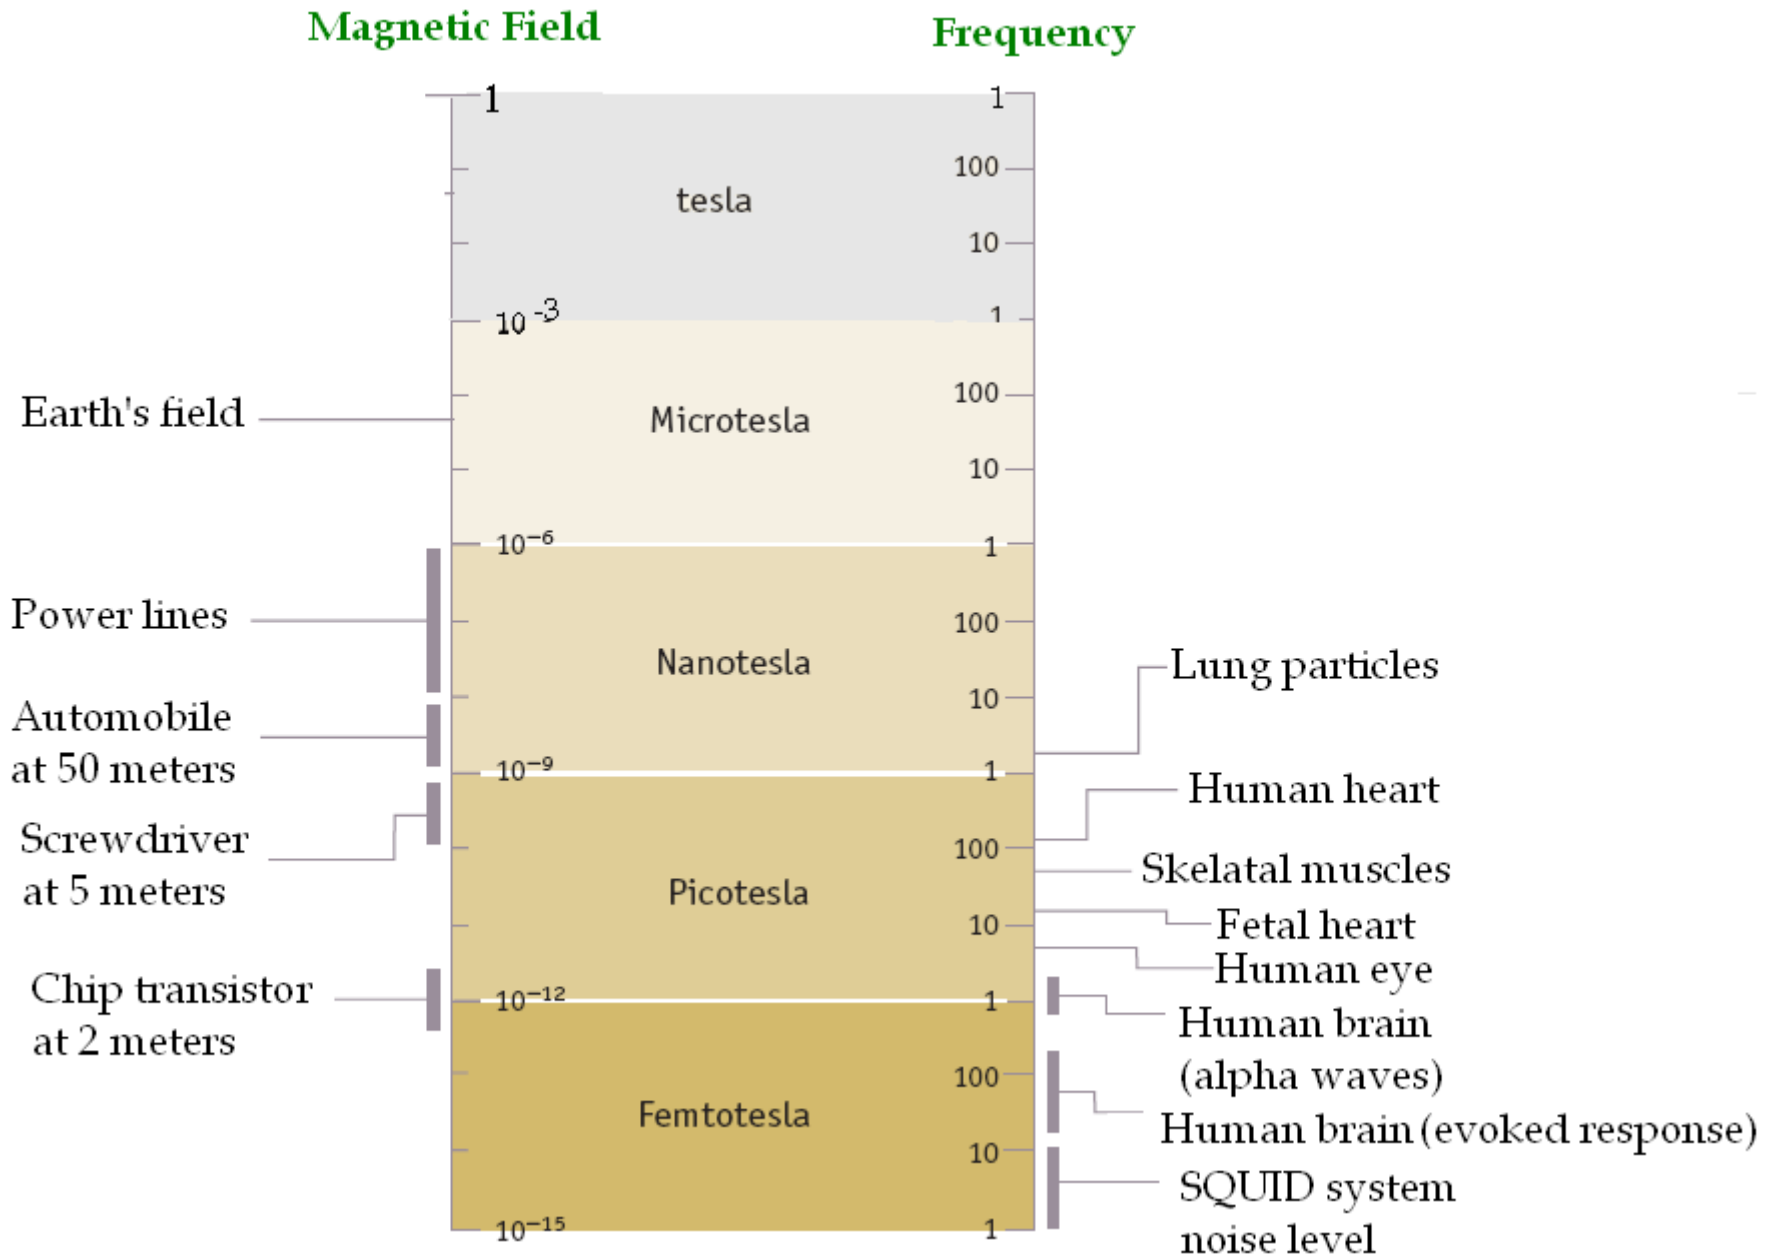 Magnetic Field
Frequency
1
1
100
tesla
10
10⁻³
1
100
Earth's field
Microtesla
10
10⁻⁶
1
Power lines
100
Nanotesla
Lung particles
10
Automobile
at 50 meters
10⁻⁹
1
Human heart
Screwdriver
at 5 meters
100
Skelatal muscles
Picotesla
10
Fetal heart
Human eye
Chip transistor
at 2 meters
10⁻¹²
1
Human brain
(alpha waves)
100
Femtotesla
Human brain (evoked response)
10
SQUID system
noise level
10⁻¹⁵
1